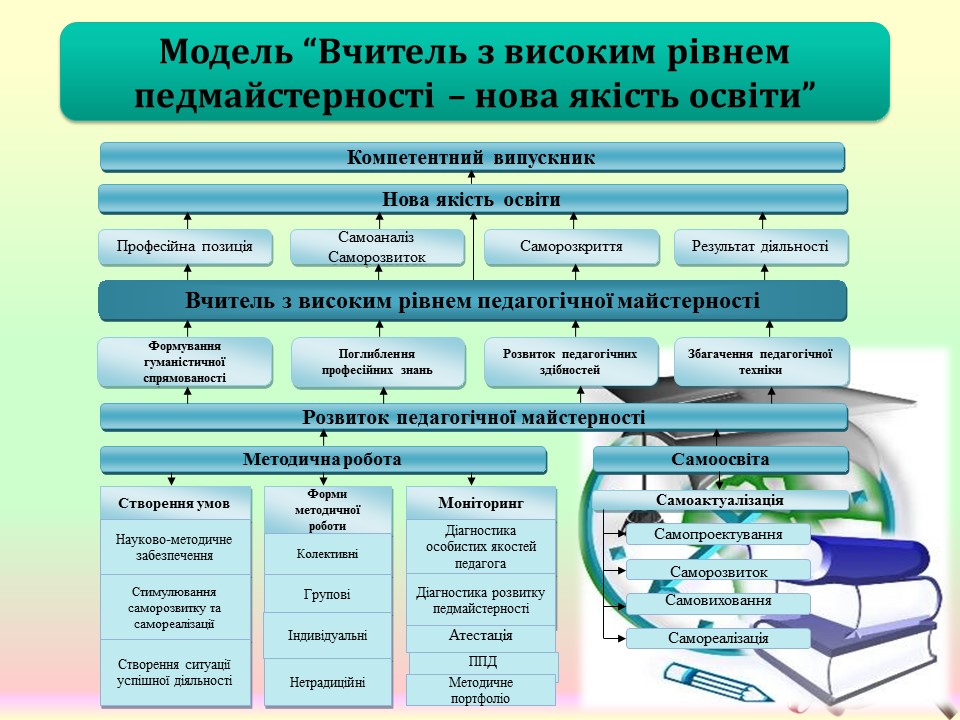 Модель “Вчитель з високим рівнем
педмайстерності – нова якість освіти”
Компетентний випускник
Нова якість освіти
Професійна позиція
Самоаналіз
Саморозвиток
Саморозкриття
Результат діяльності
Вчитель з високим рівнем педагогічної майстерності
Формування
гуманістичної
спрямованості
Поглиблення
професійних знань
Розвиток педагогічних
здібностей
Збагачення педагогічної
техніки
Розвиток педагогічної майстерності
Методична робота
Самоосвіта
Створення умов
Науково-методичне
забезпечення
Стимулювання
саморозвитку та
самореалізації
Створення ситуації
успішної діяльності
Форми
методичної
роботи
Колективні
Групові
Індивідуальні
Нетрадиційні
Моніторинг
Діагностика
особистих якостей
педагога
Діагностика розвитку
педмайстерності
Атестація
ППД
Методичне
портфоліо
Самоактуалізація
Самопроектування
Саморозвиток
Самовиховання
Самореалізація